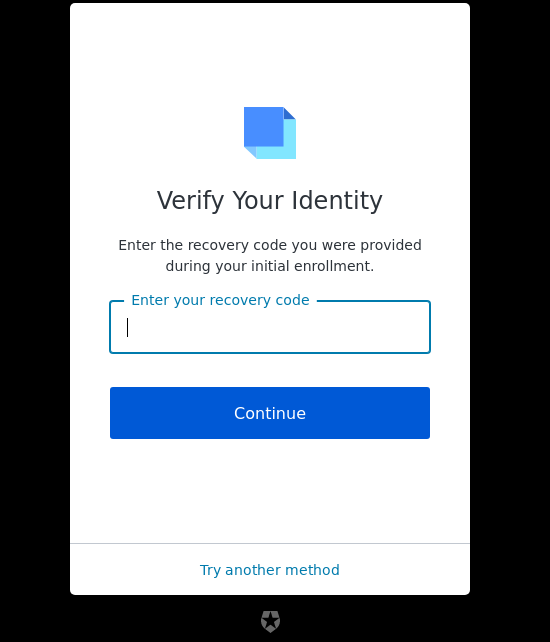 Verify Your Identity
Enter the recovery code you were provided
during your initial enrollment.
Enter your recovery code
Continue
Try another method